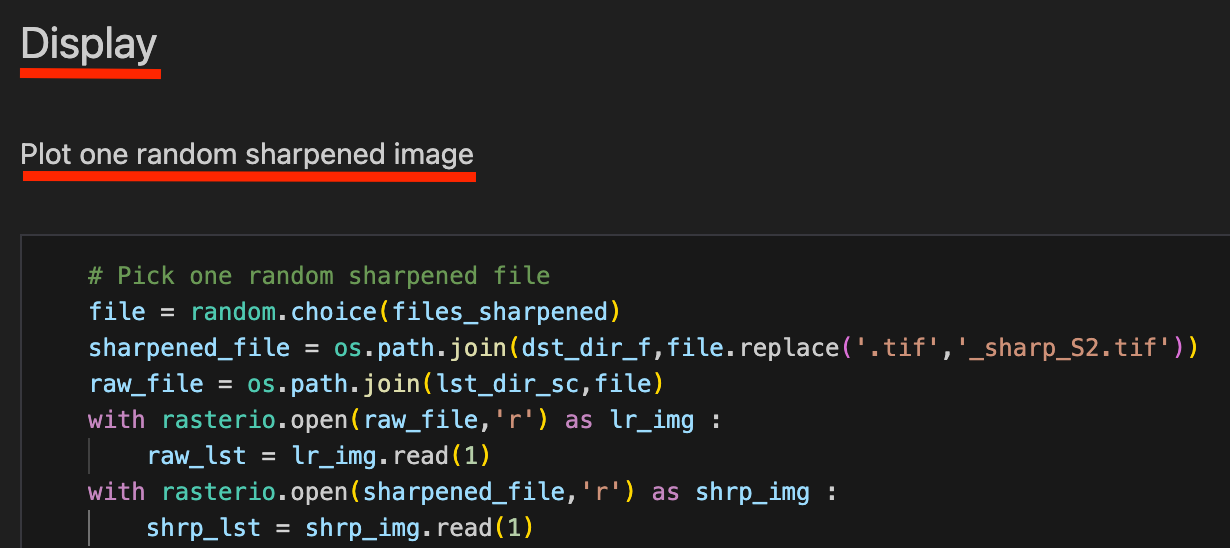 Display
Plot one random sharpened image
# Pick one random sharpened file
file = random.choice(files_sharpened)
sharpened_file = os.path.join(dst_dir_f,file.replace('.tif','_sharp_S2.tif'))
raw_file = os.path.join(lst_dir_sc,file)
with rasterio.open(raw_file,'r') as lr_img :
    raw_lst = lr_img.read(1)
with rasterio.open(sharpened_file,'r') as shrp_img :
    shrp_lst = shrp_img.read(1)